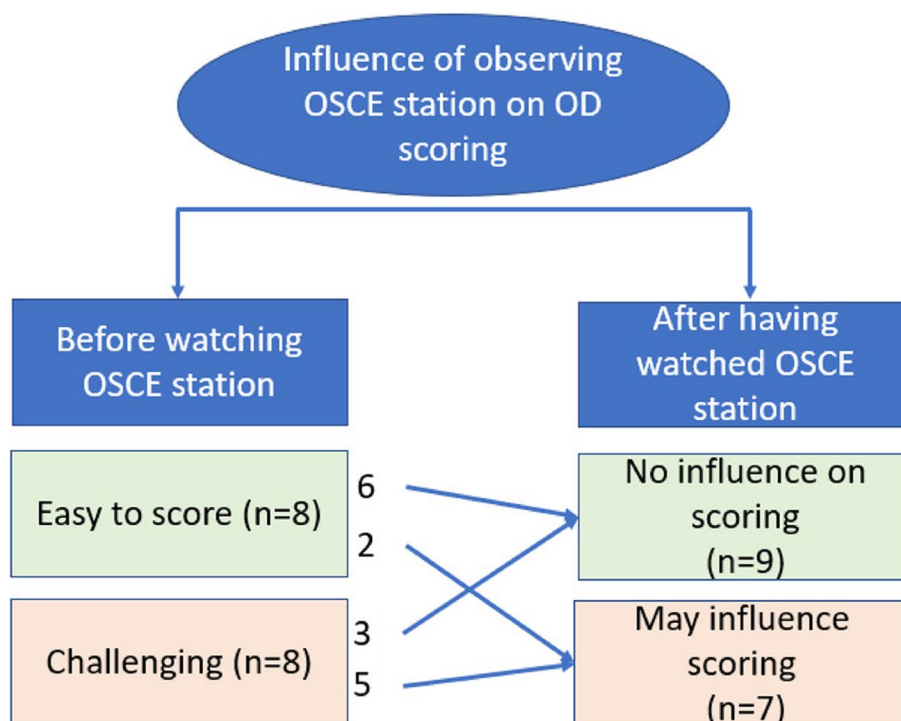 Influence of observing
OSCE station on OD
scoring
Before watching
OSCE station
After having
watched OSCE
station
Easy to score (n=8)
6
2
No influence on
scoring
(n=9)
Challenging (n=8)
3
5
May influence
scoring
(n=7)